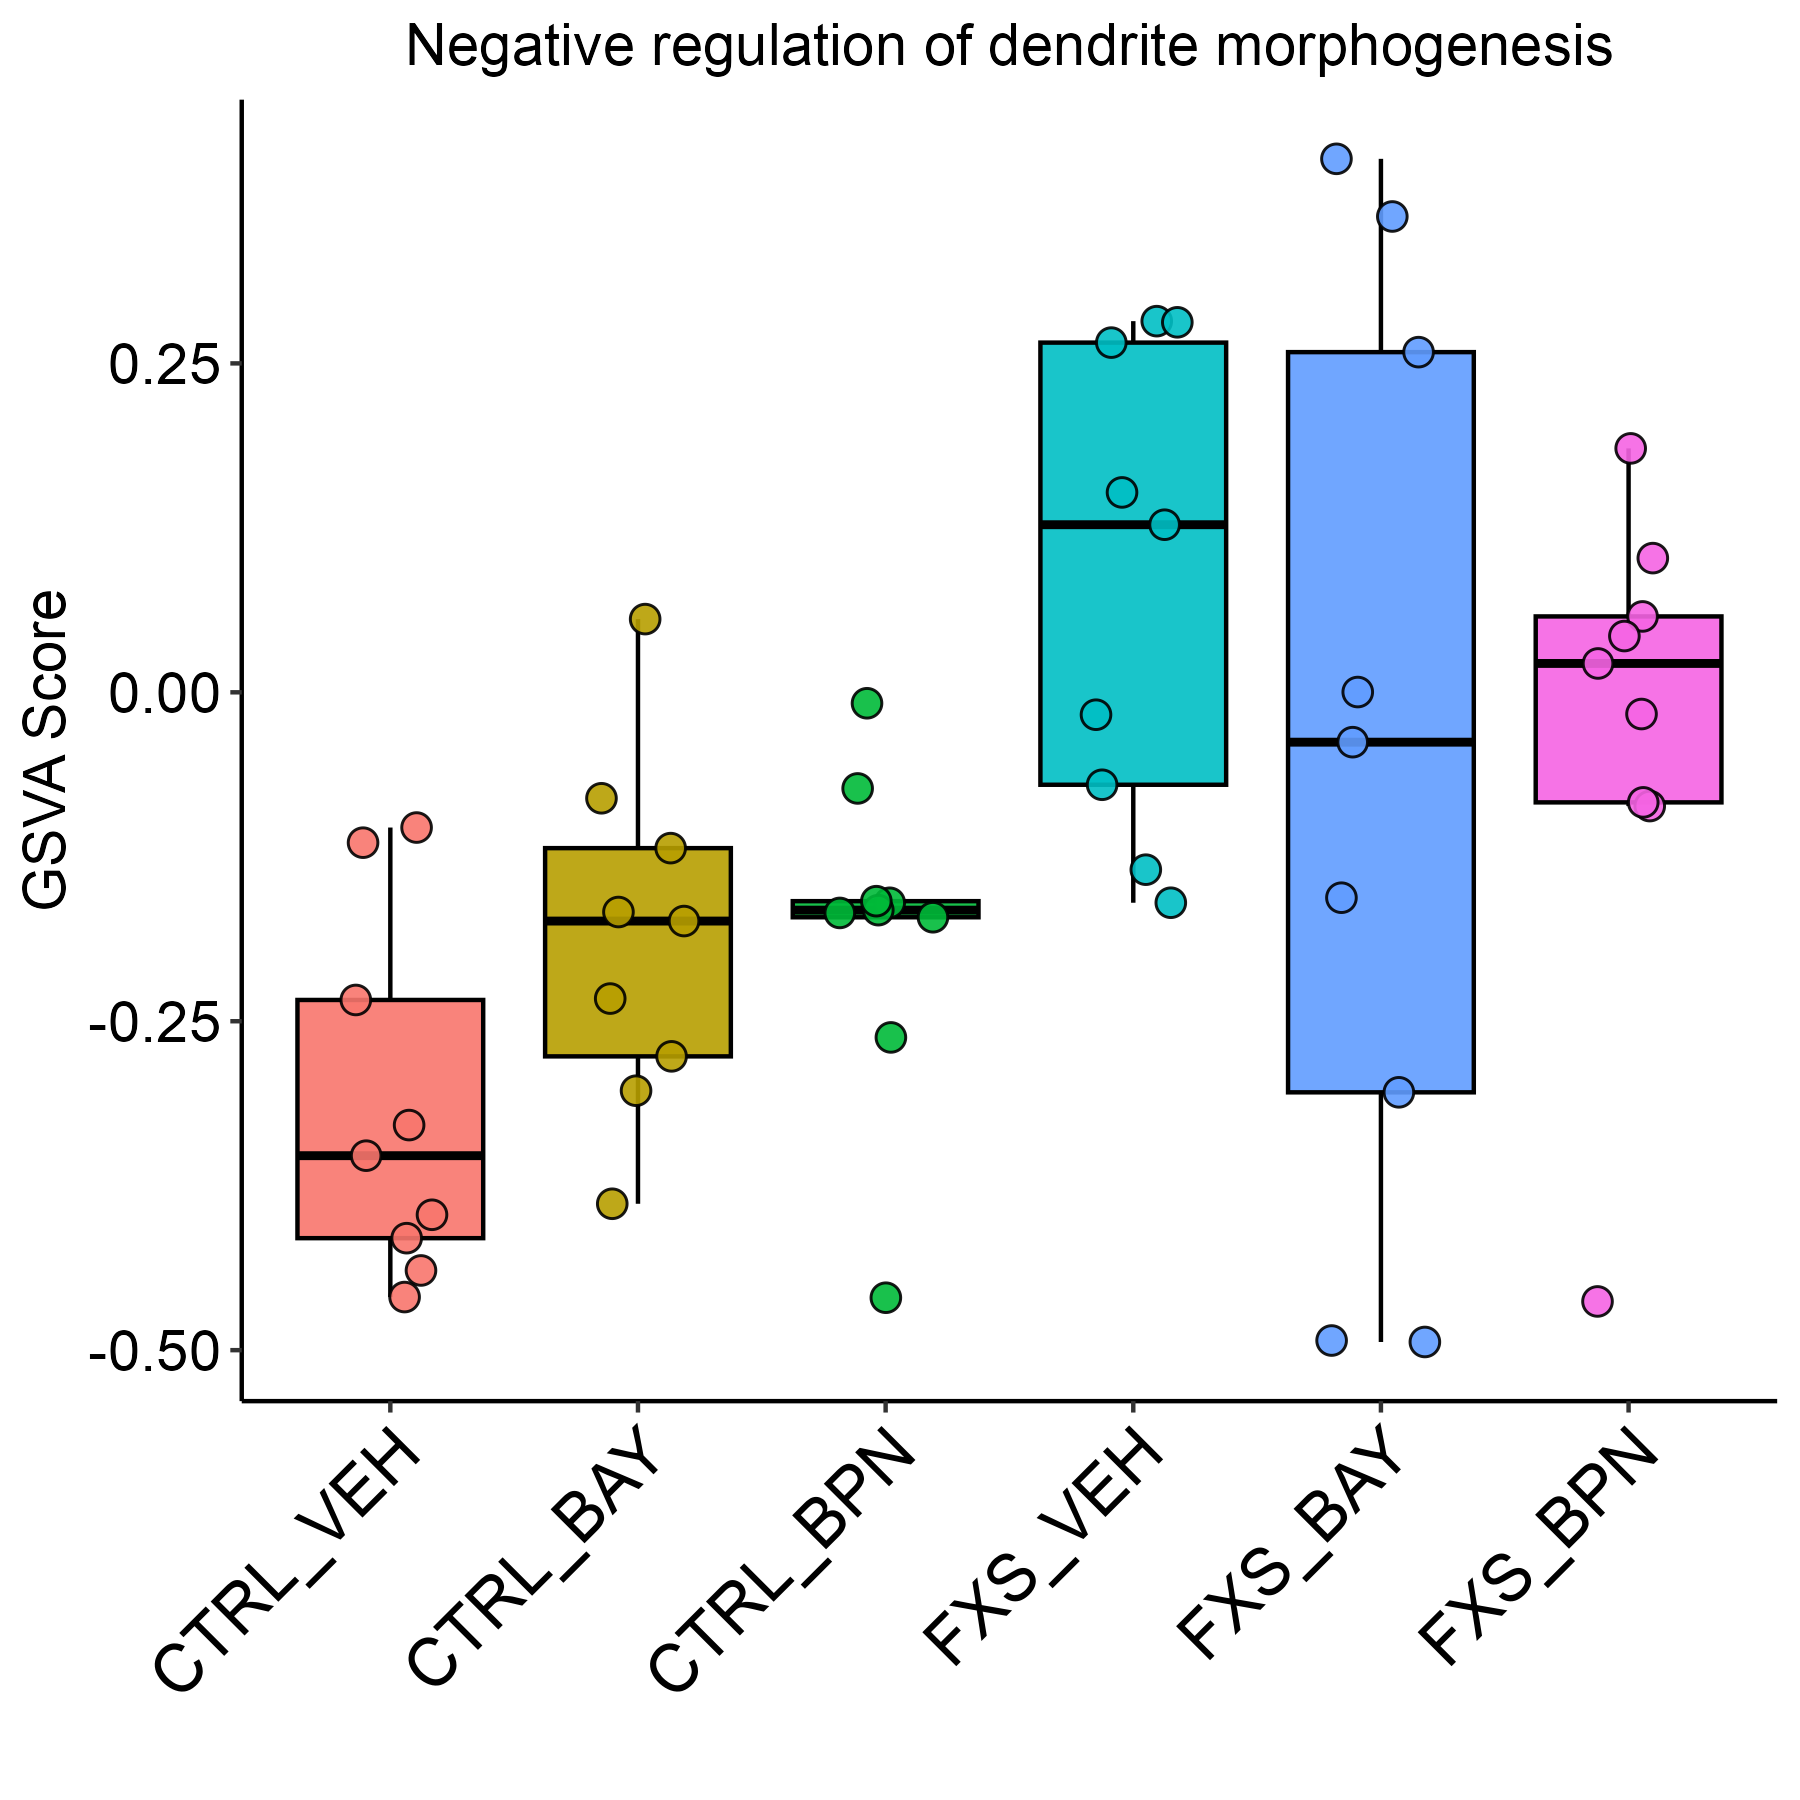 Negative regulation of dendrite morphogenesis
GSVA Score
0.25
0.00
-0.25
-0.50
CTRL_VEH
CTRL_BAY
CTRL_BPN
FXS_VEH
FXS_BAY
FXS_BPN